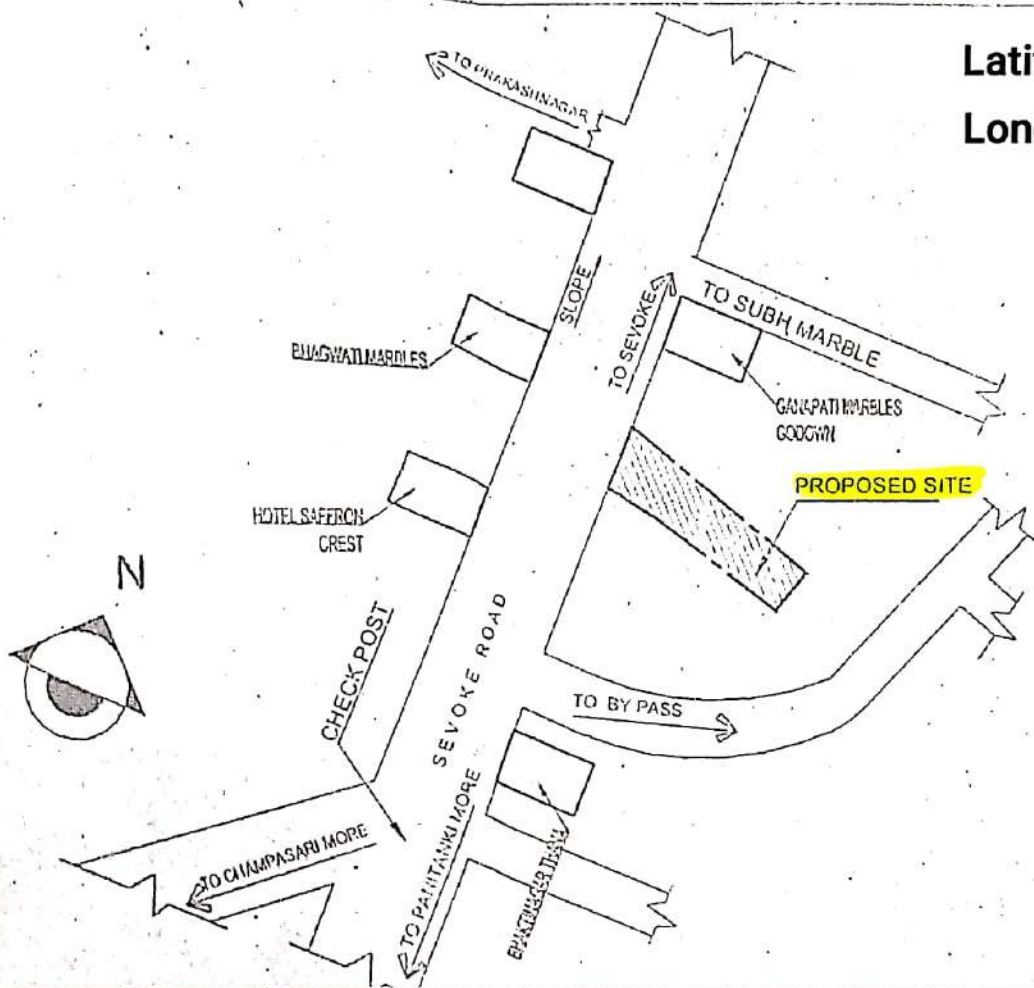 Lati
Lon
TO PRAKASHNAGAR
SLOPE
TO SEVOKE
TO SUBH MARBLE
BHAGWATI MARBLES
GANAPATI MARBLES
GODOWN
PROPOSED SITE
HOTEL SAFFRON
CREST
N
CHECK POST
SEVOKE ROAD
TO BY PASS
TO CHAMPASARI MORE
TO PANITANKI MORE